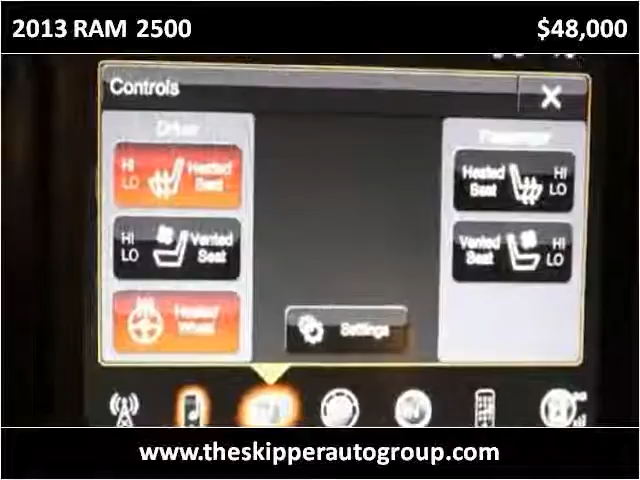 2013 RAM 2500
$48,000
Controls
X
Driver
Passenger
HI
LO
Heated
Seat
Heated
Seat
HI
LO
HI
LO
Vented
Seat
Vented
Seat
HI
LO
Heated
Wheel
Settings
www.theskipperautogroup.com